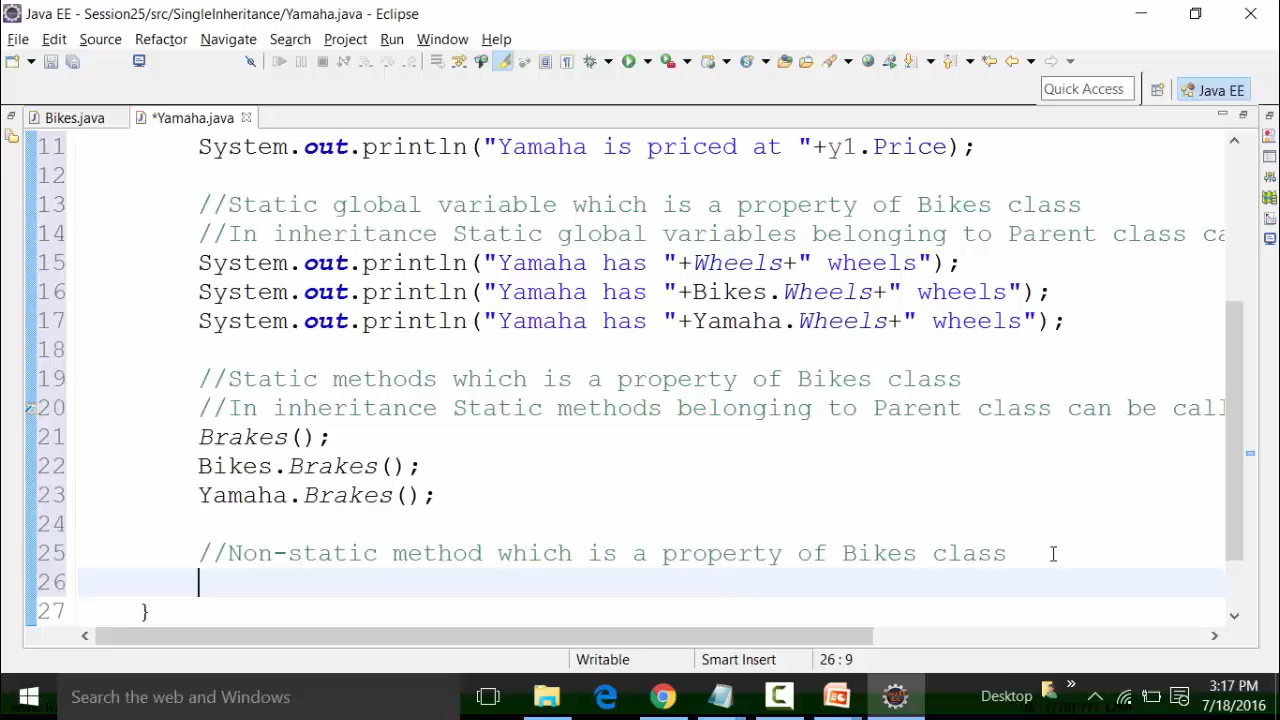 Java EE - Session25/src/SingleInheritance/Yamaha.java - Eclipse
File Edit Source Refactor Navigate Search Project Run Window Help
Quick Access
Java EE
Bikes.java
*Yamaha.java
11 System.out.println("Yamaha is priced at "+y1.Price);
12
13 //Static global variable which is a property of Bikes class
14 //In inheritance Static global variables belonging to Parent class ca
15 System.out.println("Yamaha has "+Wheels+" wheels");
16 System.out.println("Yamaha has "+Bikes.Wheels+" wheels");
17 System.out.println("Yamaha has "+Yamaha.Wheels+" wheels");
18
19 //Static methods which is a property of Bikes class
20 //In inheritance Static methods belonging to Parent class can be call
21 Brakes();
22 Bikes.Brakes();
23 Yamaha.Brakes();
24
25 //Non-static method which is a property of Bikes class
26
27 }
Writable Smart Insert 26 : 9
Search the web and Windows
Desktop
3:17 PM
7/18/2016